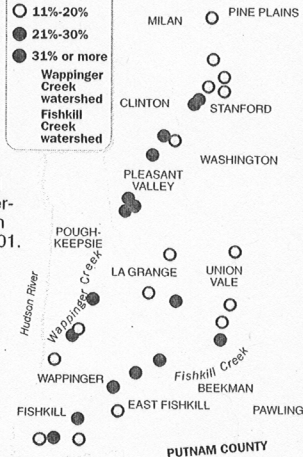 11%-20%
21%-30%
31% or more
Wappinger
Creek
watershed
Fishkill
Creek
watershed
er-
n
01.
MILAN
PINE PLAINS
CLINTON
STANFORD
WASHINGTON
PLEASANT
VALLEY
POUGH-
KEEPSIE
Hudson River
Wappinger Creek
LA GRANGE
UNION
VALE
WAPPINGER
Fishkill Creek
BEEKMAN
FISHKILL
EAST FISHKILL
PAWLING
PUTNAM COUNTY